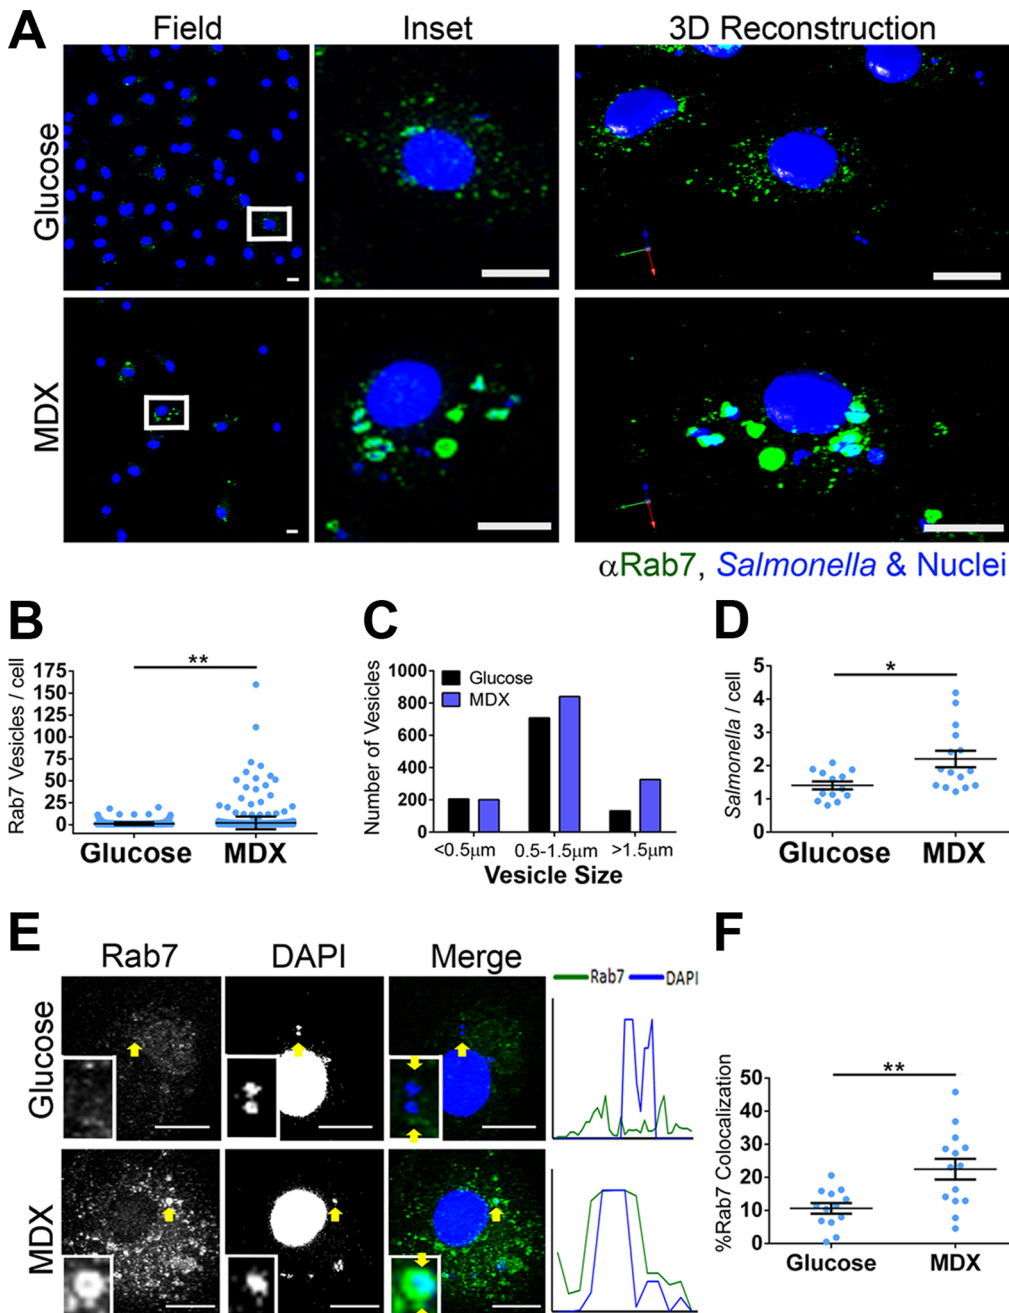 A
Field
Inset
3D Reconstruction
Glucose
MDX
αRab7, Salmonella & Nuclei
B
Rab7 Vesicles / cell
175
150
125
100
75
50
25
0
**
Glucose
MDX
C
Number of Vesicles
1000
800
600
400
200
0
Glucose
MDX
<0.5μm
0.5-1.5μm
>1.5μm
Vesicle Size
D
Salmonella / cell
5
4
3
2
1
0
*
Glucose
MDX
E
Rab7
DAPI
Merge
Rab7
DAPI
Glucose
MDX
F
%Rab7 Colocalization
50
40
30
20
10
0
**
Glucose
MDX